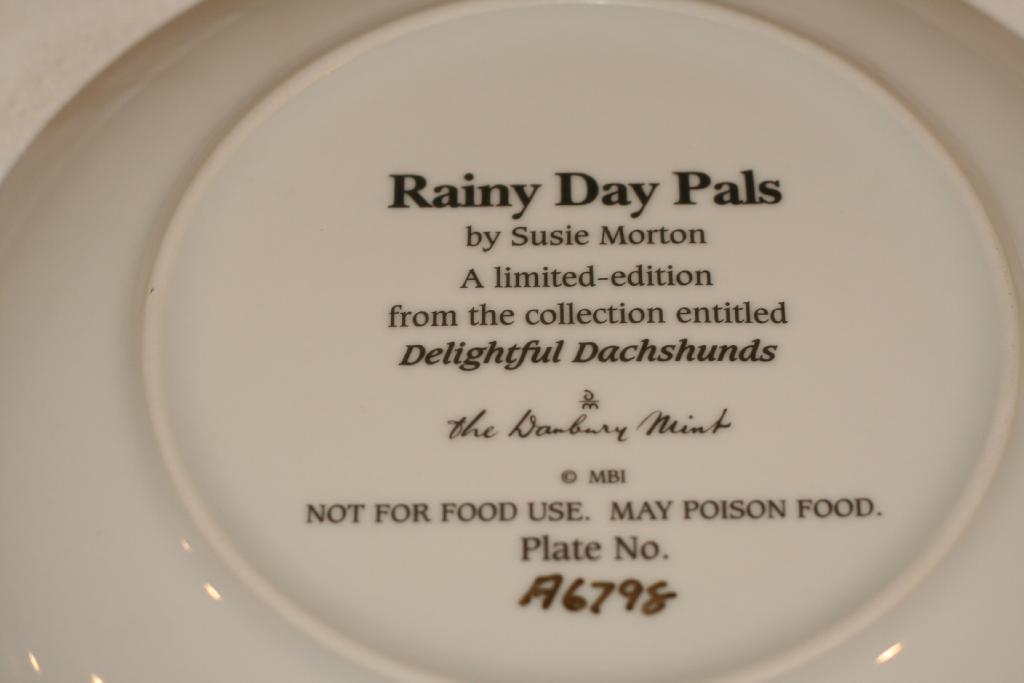 Rainy Day Pals
by Susie Morton
A limited-edition
from the collection entitled
Delightful Dachshunds
the Danbury Mint
© MBI
NOT FOR FOOD USE. MAY POISON FOOD.
Plate No.
A6798